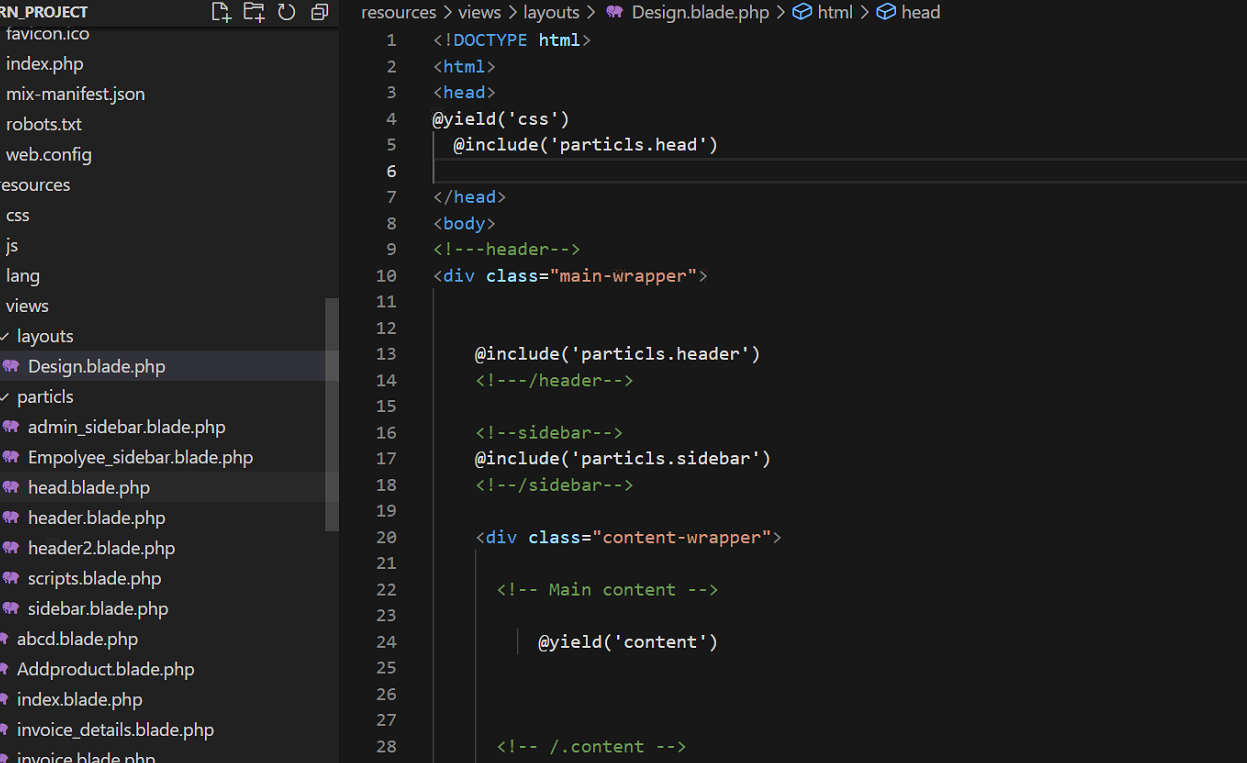 RN_PROJECT
favicon.ico
index.php
mix-manifest.json
robots.txt
web.config
resources
css
js
lang
views
layouts
Design.blade.php
particls
admin_sidebar.blade.php
Empolyee_sidebar.blade.php
head.blade.php
header.blade.php
header2.blade.php
scripts.blade.php
sidebar.blade.php
abcd.blade.php
Addproduct.blade.php
index.blade.php
invoice_details.blade.php
invoice.blade.php
resources > views > layouts > Design.blade.php > html > head
1 <!DOCTYPE html>
2 <html>
3 <head>
4 @yield('css')
5 @include('particls.head')
6
7 </head>
8 <body>
9 <!---header-->
10 <div class="main-wrapper">
11
12
13 @include('particls.header')
14 <!---/header-->
15
16 <!--sidebar-->
17 @include('particls.sidebar')
18 <!--/sidebar-->
19
20 <div class="content-wrapper">
21
22 <!-- Main content -->
23
24 @yield('content')
25
26
27
28 <!-- /.content -->